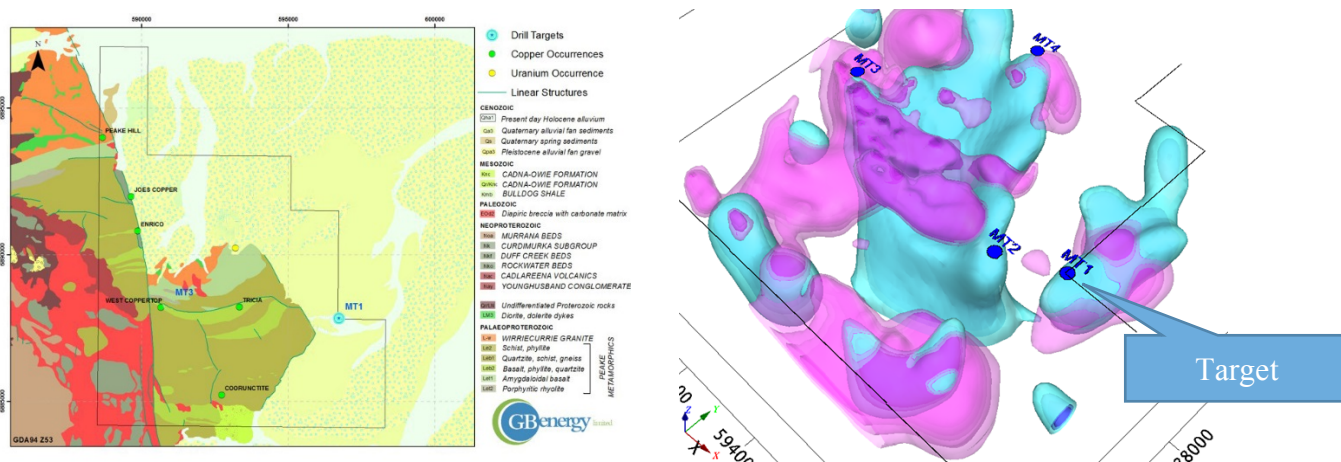 590000 595000 600000
N
6895000
6890000
6885000
PEAKE HILL
JOES COPPER
ENRICO
WEST COPPERTOP
MT3
TRICIA
MT1
COORUNCTITE
GDA94 Z53
Drill Targets
Copper Occurrences
Uranium Occurrence
Linear Structures
CENOZOIC
Qha1 Present day Holocene alluvium
Quaternary alluvial fan sediments
Quaternary spring sediments
Pleistocene alluvial fan gravel
MESOZOIC
CADNA-OWIE FORMATION
CADNA-OWIE FORMATION
BULLDOG SHALE
PALEOZOIC
Diapiric breccia with carbonate matrix
NEOPROTEROZOIC
MURRANA BEDS
CURDIMURKA SUBGROUP
DUFF CREEK BEDS
ROCKWATER BEDS
CADLAREENA VOLCANICS
YOUNGHUSBAND CONGLOMERATE
Undifferentiated Proterozoic rocks
Diorite, dolerite dykes
PALAEOPROTEROZOIC
WIRRIECURRIE GRANITE
Schist, phyllite
Quartzite, schist, gneiss
Basalt, phyllite, quartzite
Amygdaloidal basalt
Porphyritic rhyolite
PEAKE
METAMORPHICS
GBenergy limited
MT3
MT4
MT2
MT1
Target
Z Y X
X